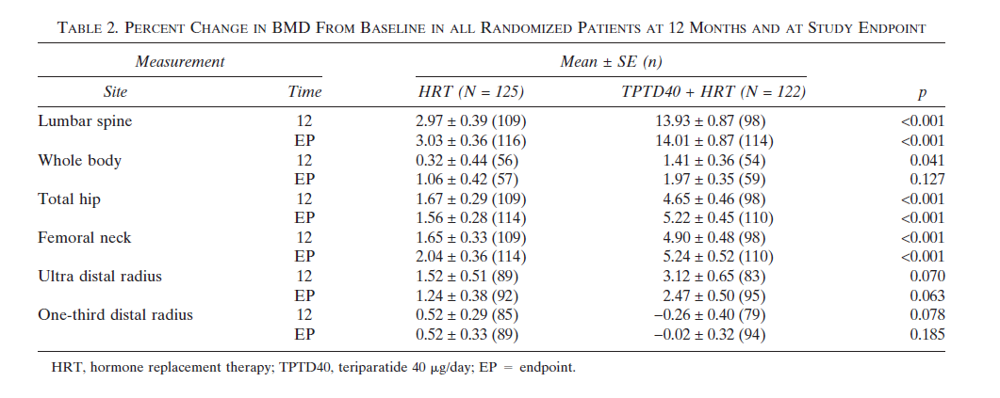 TABLE 2. PERCENT CHANGE IN BMD FROM BASELINE IN ALL RANDOMIZED PATIENTS AT 12 MONTHS AND AT STUDY ENDPOINT
Measurement Mean ± SE (n)
Site Time HRT (N = 125) TPTD40 + HRT (N = 122) p
Lumbar spine 12 2.97 ± 0.39 (109) 13.93 ± 0.87 (98) <0.001
EP 3.03 ± 0.36 (116) 14.01 ± 0.87 (114) <0.001
Whole body 12 0.32 ± 0.44 (56) 1.41 ± 0.36 (54) 0.041
EP 1.06 ± 0.42 (57) 1.97 ± 0.35 (59) 0.127
Total hip 12 1.67 ± 0.29 (109) 4.65 ± 0.46 (98) <0.001
EP 1.56 ± 0.28 (114) 5.22 ± 0.45 (110) <0.001
Femoral neck 12 1.65 ± 0.33 (109) 4.90 ± 0.48 (98) <0.001
EP 2.04 ± 0.36 (114) 5.24 ± 0.52 (110) <0.001
Ultra distal radius 12 1.52 ± 0.51 (89) 3.12 ± 0.65 (83) 0.070
EP 1.24 ± 0.38 (92) 2.47 ± 0.50 (95) 0.063
One-third distal radius 12 0.52 ± 0.29 (85) −0.26 ± 0.40 (79) 0.078
EP 0.52 ± 0.33 (89) −0.02 ± 0.32 (94) 0.185
HRT, hormone replacement therapy; TPTD40, teriparatide 40 μg/day; EP = endpoint.